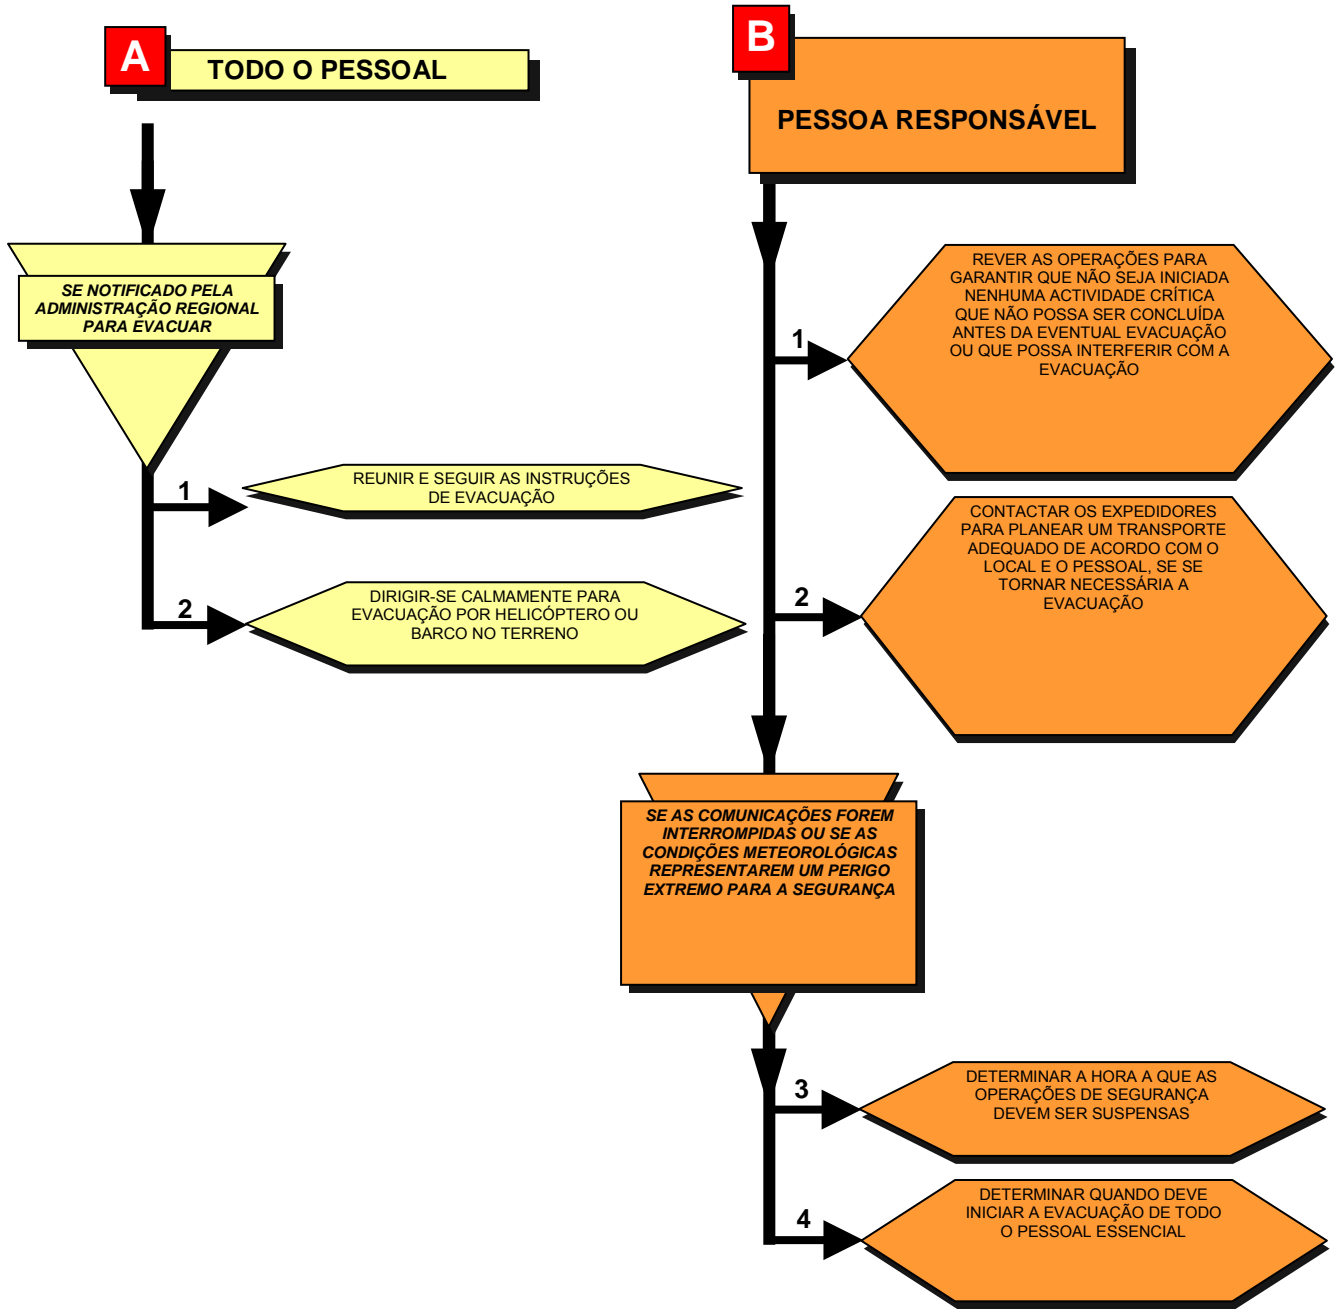 A
TODO O PESSOAL
SE NOTIFICADO PELA
ADMINISTRAÇÃO REGIONAL
PARA EVACUAR
1
REUNIR E SEGUIR AS INSTRUÇÕES
DE EVACUAÇÃO
2
DIRIGIR-SE CALMAMENTE PARA
EVACUAÇÃO POR HELICÓPTERO OU
BARCO NO TERRENO
B
PESSOA RESPONSÁVEL
1
REVER AS OPERAÇÕES PARA
GARANTIR QUE NÃO SEJA INICIADA
NENHUMA ACTIVIDADE CRÍTICA
QUE NÃO POSSA SER CONCLUÍDA
ANTES DA EVENTUAL EVACUAÇÃO
OU QUE POSSA INTERFERIR COM A
EVACUAÇÃO
2
CONTACTAR OS EXPEDIDORES
PARA PLANEAR UM TRANSPORTE
ADEQUADO DE ACORDO COM O
LOCAL E O PESSOAL, SE SE
TORNAR NECESSÁRIA A
EVACUAÇÃO
SE AS COMUNICAÇÕES FOREM
INTERROMPIDAS OU SE AS
CONDIÇÕES METEOROLÓGICAS
REPRESENTAREM UM PERIGO
EXTREMO PARA A SEGURANÇA
3
DETERMINAR A HORA A QUE AS
OPERAÇÕES DE SEGURANÇA
DEVEM SER SUSPENSAS
4
DETERMINAR QUANDO DEVE
INICIAR A EVACUAÇÃO DE TODO
O PESSOAL ESSENCIAL